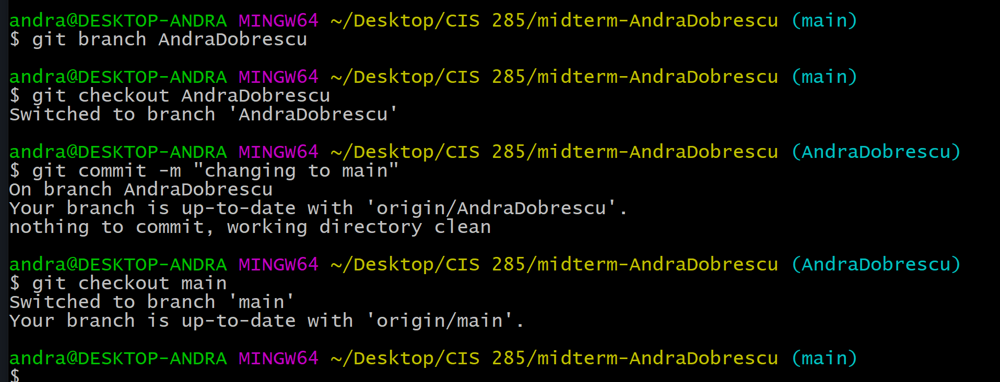 andra@DESKTOP-ANDRA MINGW64 ~/Desktop/CIS 285/midterm-AndraDobrescu (main)
$ git branch AndraDobrescu
andra@DESKTOP-ANDRA MINGW64 ~/Desktop/CIS 285/midterm-AndraDobrescu (main)
$ git checkout AndraDobrescu
Switched to branch 'AndraDobrescu'
andra@DESKTOP-ANDRA MINGW64 ~/Desktop/CIS 285/midterm-AndraDobrescu (AndraDobrescu)
$ git commit -m "changing to main"
On branch AndraDobrescu
Your branch is up-to-date with 'origin/AndraDobrescu'.
nothing to commit, working directory clean
andra@DESKTOP-ANDRA MINGW64 ~/Desktop/CIS 285/midterm-AndraDobrescu (AndraDobrescu)
$ git checkout main
Switched to branch 'main'
Your branch is up-to-date with 'origin/main'.
andra@DESKTOP-ANDRA MINGW64 ~/Desktop/CIS 285/midterm-AndraDobrescu (main)
$